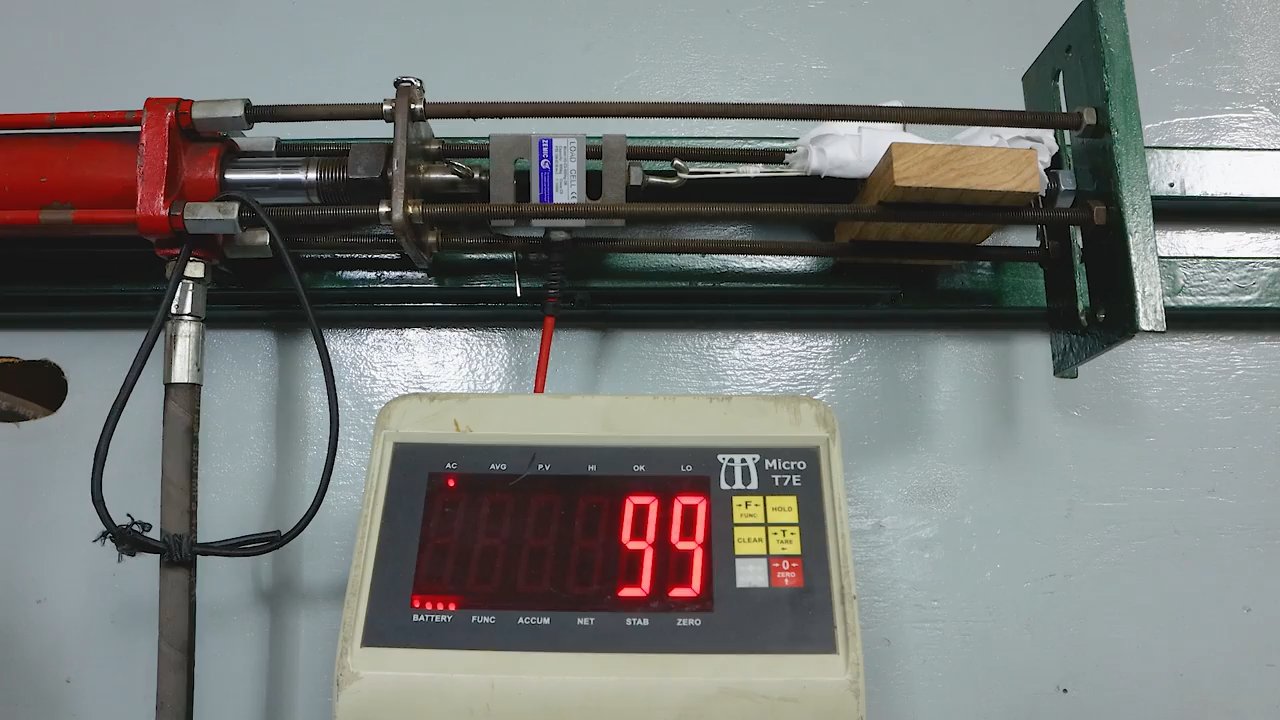 ZEMIC
LOAD CELL
AC AVG P.V HI OK LO
Micro
T7E
99
F
FUNC
HOLD
CLEAR
T
TARE
0
ZERO
BATTERY FUNC ACCUM NET STAB ZERO